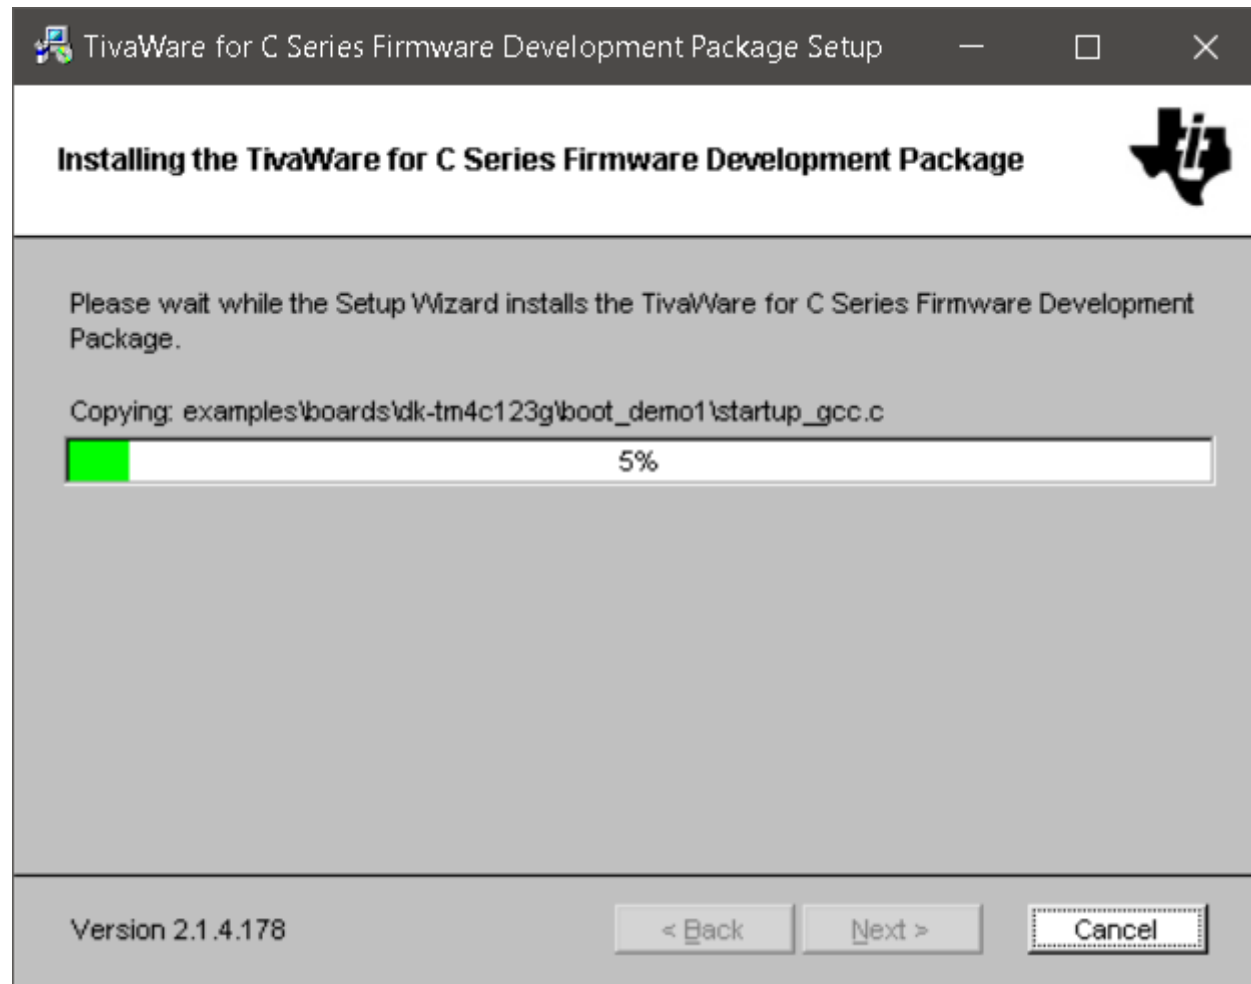 TivaWare for C Series Firmware Development Package Setup
Installing the TivaWare for C Series Firmware Development Package
Please wait while the Setup Wizard installs the TivaWare for C Series Firmware Development
Package.
Copying: examples\boards\dk-tm4c123g\boot_demo1\startup_gcc.c
5%
Version 2.1.4.178
< Back
Next >
Cancel